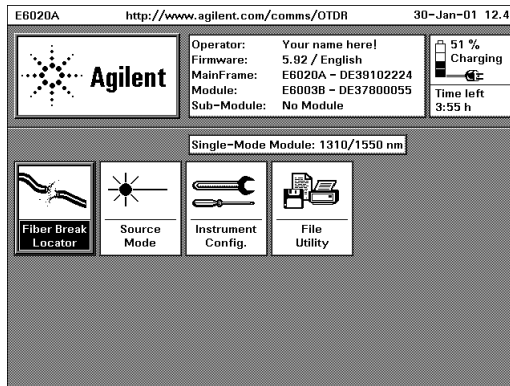 E6020A http://www.agilent.com/comms/OTDR 30-Jan-01 12.4
Agilent
Operator: Your name here!
Firmware: 5.92 / English
MainFrame: E6020A - DE39102224
Module: E6003B - DE37800055
Sub-Module: No Module
51 %
Charging
Time left
3:55 h
Single-Mode Module: 1310/1550 nm
Fiber Break
Locator
Source
Mode
Instrument
Config.
File
Utility